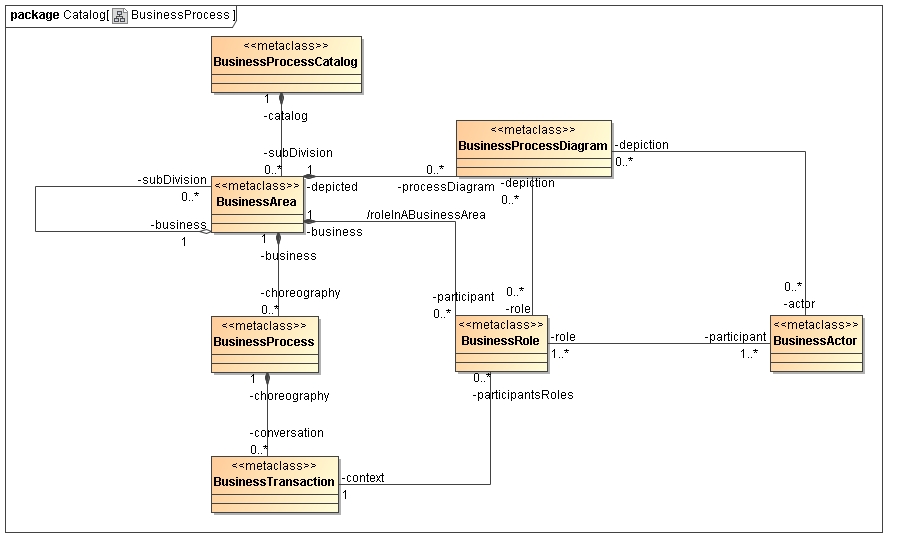 package Catalog[ BusinessProcess ]
<<metaclass>>
BusinessProcessCatalog
1
-catalog
-subDivision
0..*
<<metaclass>>
BusinessProcessDiagram
-depiction
0..*
1
-depicted
0..*
-processDiagram
-depiction
0..*
-subDivision
0..*
<<metaclass>>
BusinessArea
-business
1
1
-business
/roleInABusinessArea
1
-business
-choreography
0..*
-participant
0..*
0..*
-role
0..*
-actor
<<metaclass>>
BusinessProcess
<<metaclass>>
BusinessRole
-role
1..*
-participant
1..*
<<metaclass>>
BusinessActor
1
-choreography
0..*
-participantsRoles
-conversation
0..*
<<metaclass>>
BusinessTransaction
-context
1